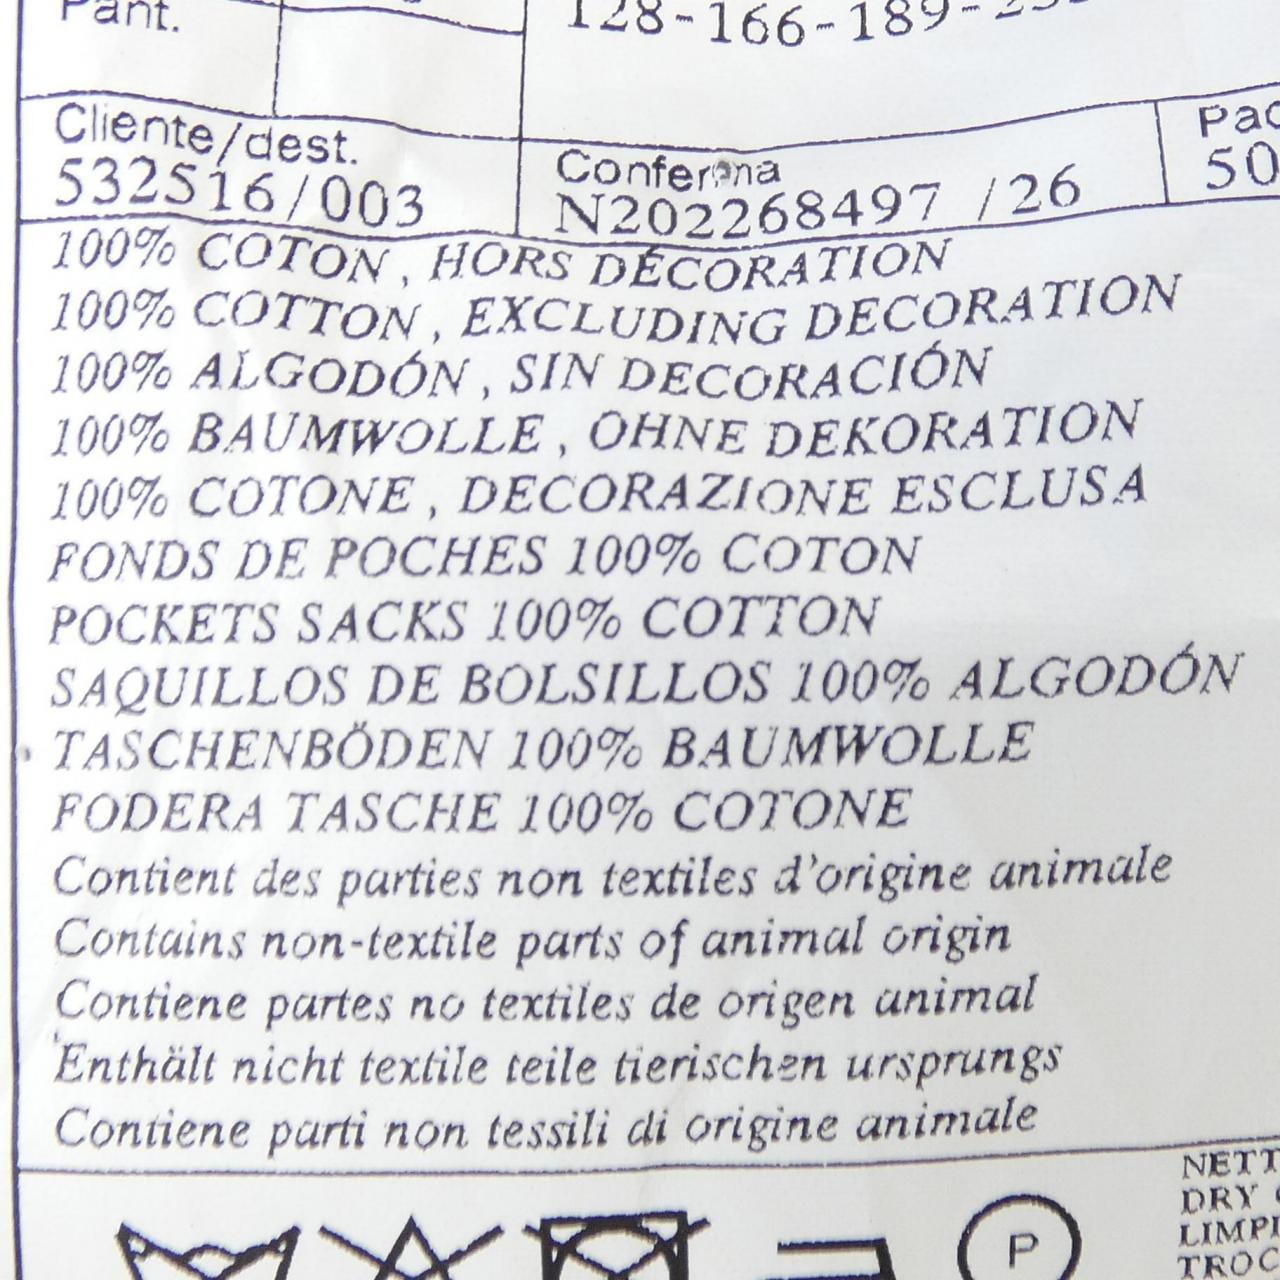 Pant.
128-166-189-
Cliente/dest.
532516/003
Conferma
N202268497 /26
50
100% COTON , HORS DÉCORATION
100% COTTON , EXCLUDING DECORATION
100% ALGODÓN , SIN DECORACIÓN
100% BAUMWOLLE , OHNE DEKORATION
100% COTONE , DECORAZIONE ESCLUSA
FONDS DE POCHES 100% COTON
POCKETS SACKS 100% COTTON
SAQUILLOS DE BOLSILLOS 100% ALGODÓN
TASCHENBÖDEN 100% BAUMWOLLE
FODERA TASCHE 100% COTONE
Contient des parties non textiles d'origine animale
Contains non-textile parts of animal origin
Contiene partes no textiles de origen animal
Enthält nicht textile teile tierischen ursprungs
Contiene parti non tessili di origine animale
P
DRY